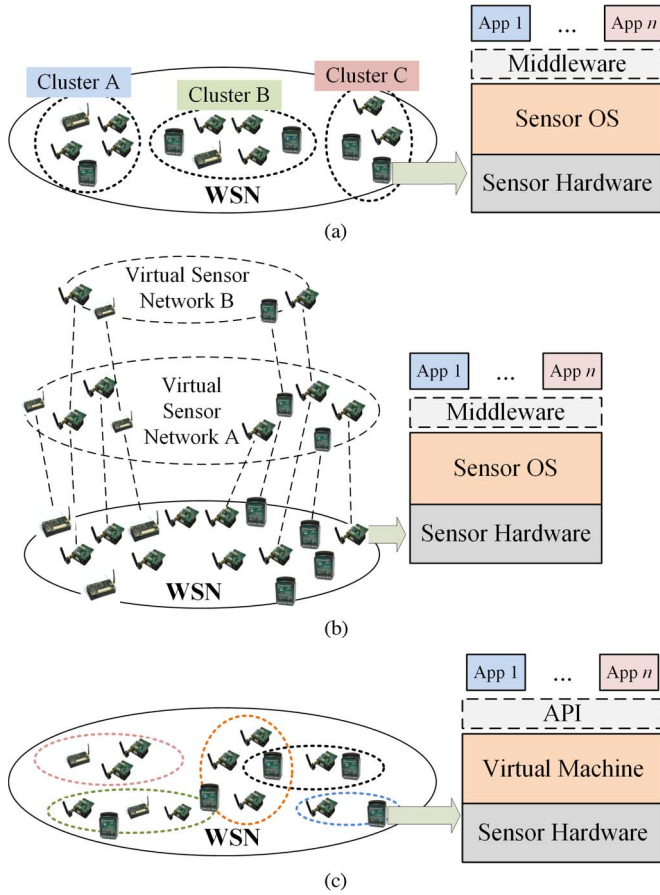 App 1 ... App n
Middleware
Cluster A
Cluster B
Cluster C
Sensor OS
Sensor Hardware
WSN
(a)
Virtual Sensor
Network B
Virtual
Sensor
Network A
App 1 ... App n
Middleware
Sensor OS
Sensor Hardware
WSN
(b)
App 1 ... App n
API
Virtual Machine
Sensor Hardware
WSN
(c)